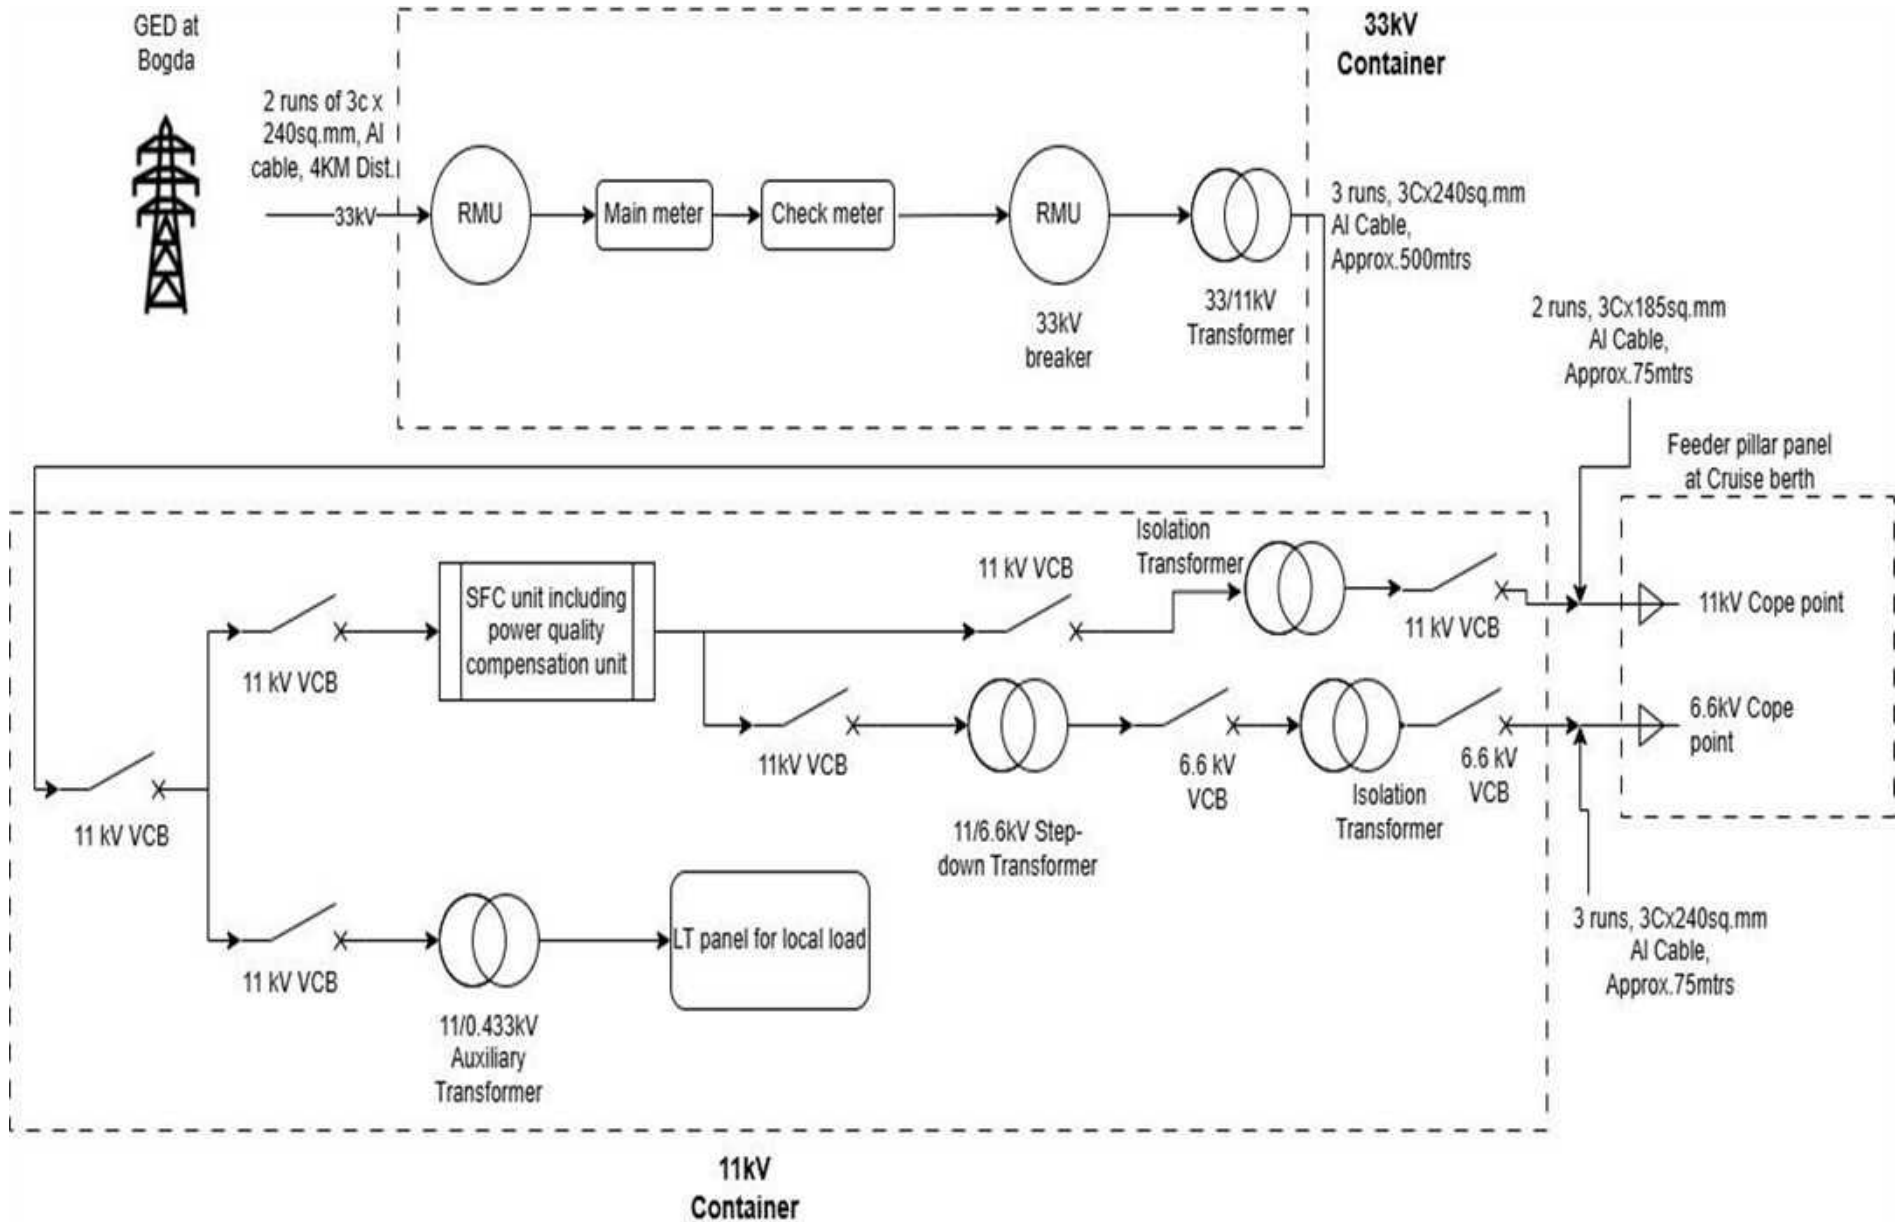 GED at
Bogda
2 runs of 3c x
240sq.mm, Al
cable, 4KM Dist.
33kV
RMU
Main meter
Check meter
RMU
33kV
breaker
33/11kV
Transformer
33kV
Container
3 runs, 3Cx240sq.mm
Al Cable,
Approx.500mtrs
2 runs, 3Cx185sq.mm
Al Cable,
Approx.75mtrs
Feeder pillar panel
at Cruise berth
11 kV VCB
11 kV VCB
SFC unit including
power quality
compensation unit
11 kV VCB
Isolation
Transformer
11 kV VCB
11kV Cope point
11kV VCB
11/6.6kV Step-
down Transformer
6.6 kV
VCB
Isolation
Transformer
6.6 kV
VCB
6.6kV Cope
point
3 runs, 3Cx240sq.mm
Al Cable,
Approx.75mtrs
11 kV VCB
11/0.433kV
Auxiliary
Transformer
LT panel for local load
11kV
Container